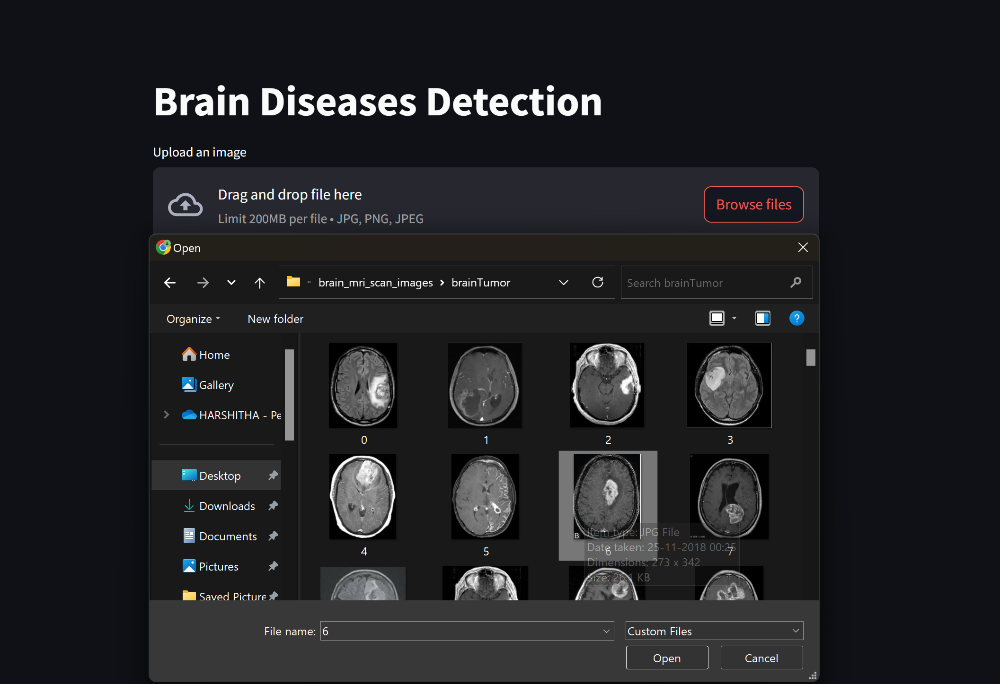 Brain Diseases Detection
Upload an image
Drag and drop file here
Limit 200MB per file • JPG, PNG, JPEG
Browse files
Open
« brain_mri_scan_images > brainTumor
Search brainTumor
Organize
New folder
?
Home
Gallery
HARSHITHA - Pe
Desktop
Downloads
Documents
Pictures
Saved Picture
0
1
2
3
4
5
B
6
7
Item type: JPG File
Date taken: 25-11-2018 00:25
Dimensions: 273 x 342
Size: 26.1 KB
File name: 6
Custom Files
Open
Cancel